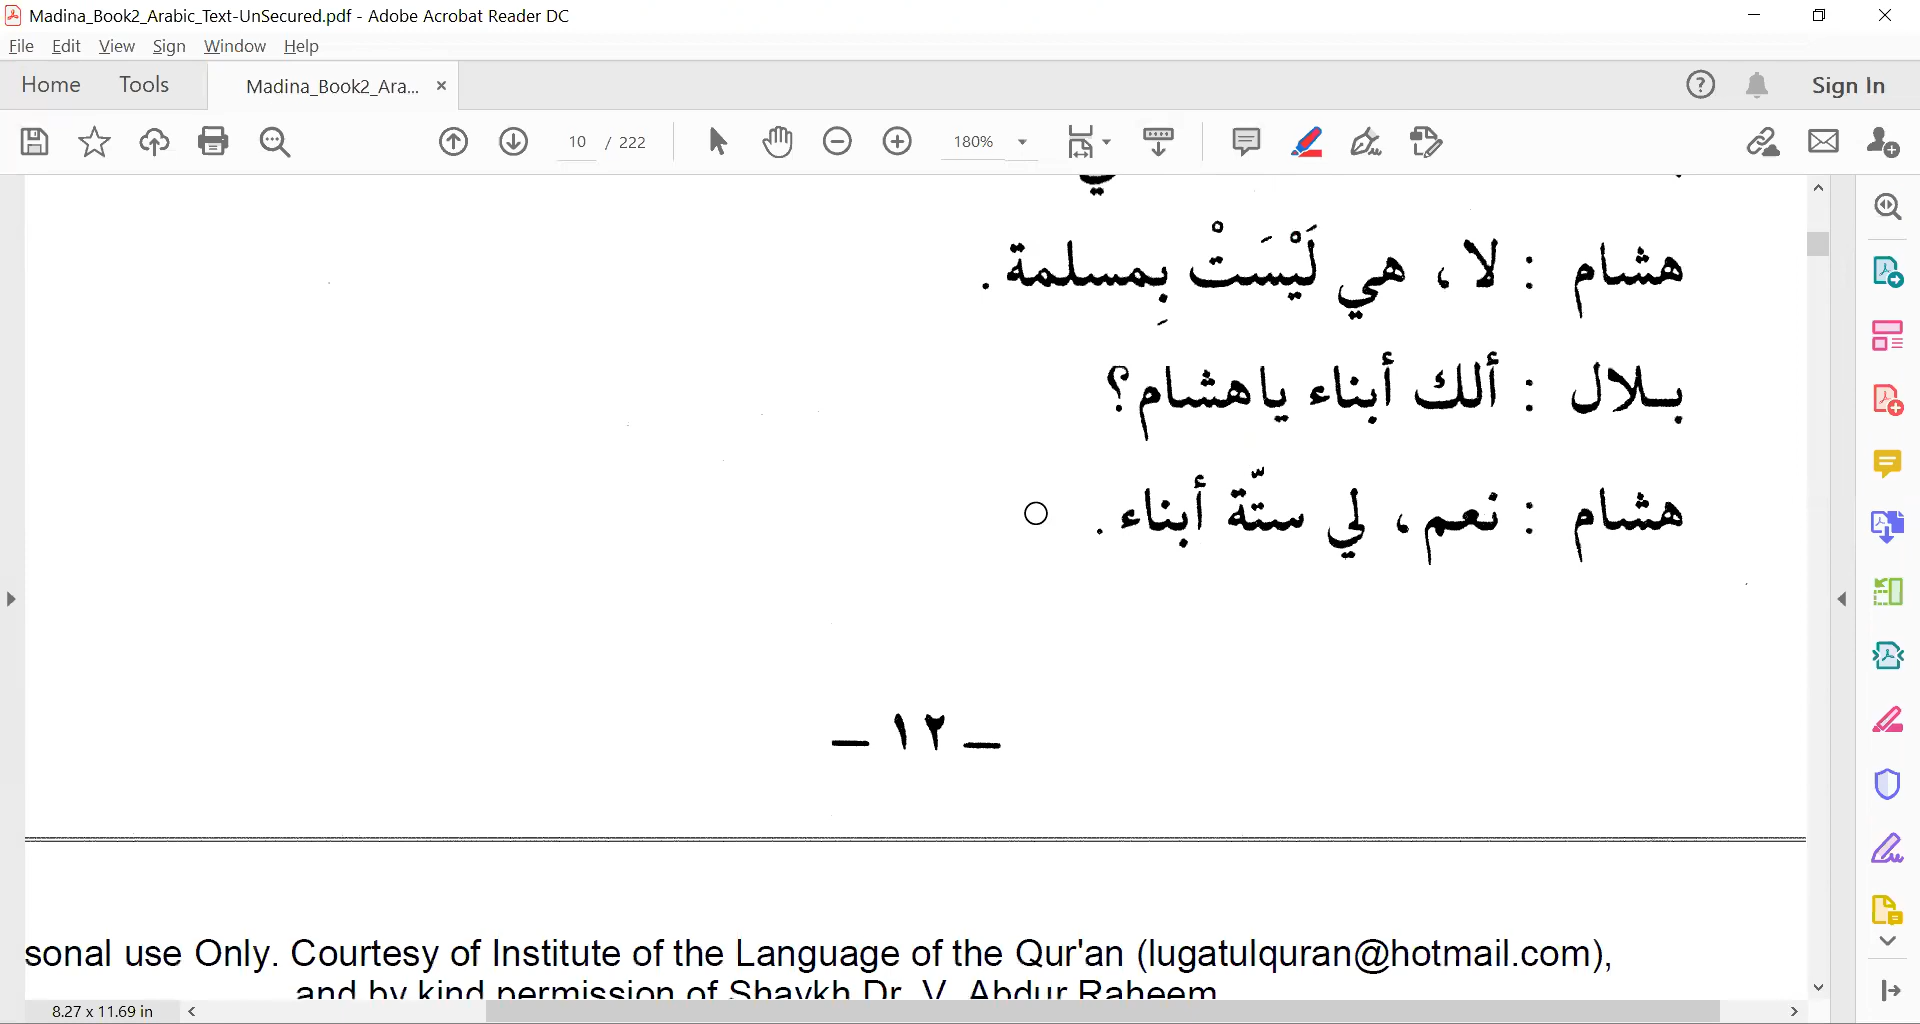 Madina_Book2_Arabic_Text-UnSecured.pdf - Adobe Acrobat Reader DC
File Edit View Sign Window Help
Home Tools Madina_Book2_Ara... × Sign In
10 / 222 180%
هشام : لا، هي لَيْسَتْ بِمسلمة .
بـلال : ألك أبناء ياهشام؟
هشام : نعم، لي ستّة أبناء .
– ١٢ –
sonal use Only. Courtesy of Institute of the Language of the Qur'an (lugatulquran@hotmail.com),
and by kind permission of Shaykh Dr. V. Abdur Raheem
8.27 x 11.69 in